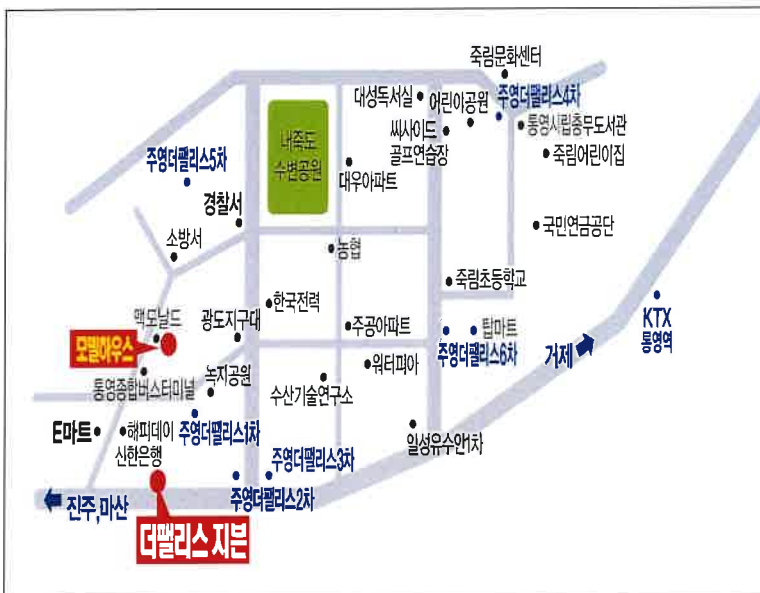 죽림문화센터
대성독서실
어린아공원
주영더팰리스4차
씨사이드
골프연습장
통영시립충무도서관
내죽도
수변공원
죽림어린이집
주영더팰리스5차
대우아파트
경찰서
국민연금공단
소방서
농협
죽림초등학교
한국전력
KTX
통영역
맥도날드
광도지구대
주공아파트
탑마트
모델하우스
주영더팰리스6차
거제
워터피아
통영종합버스터미널
녹지공원
수산기술연구소
E마트
해피데이
주영더팰리스1차
일성유수안1차
신한은행
주영더팰리스3차
주영더팰리스2차
진주,마산
더팰리스 지븐